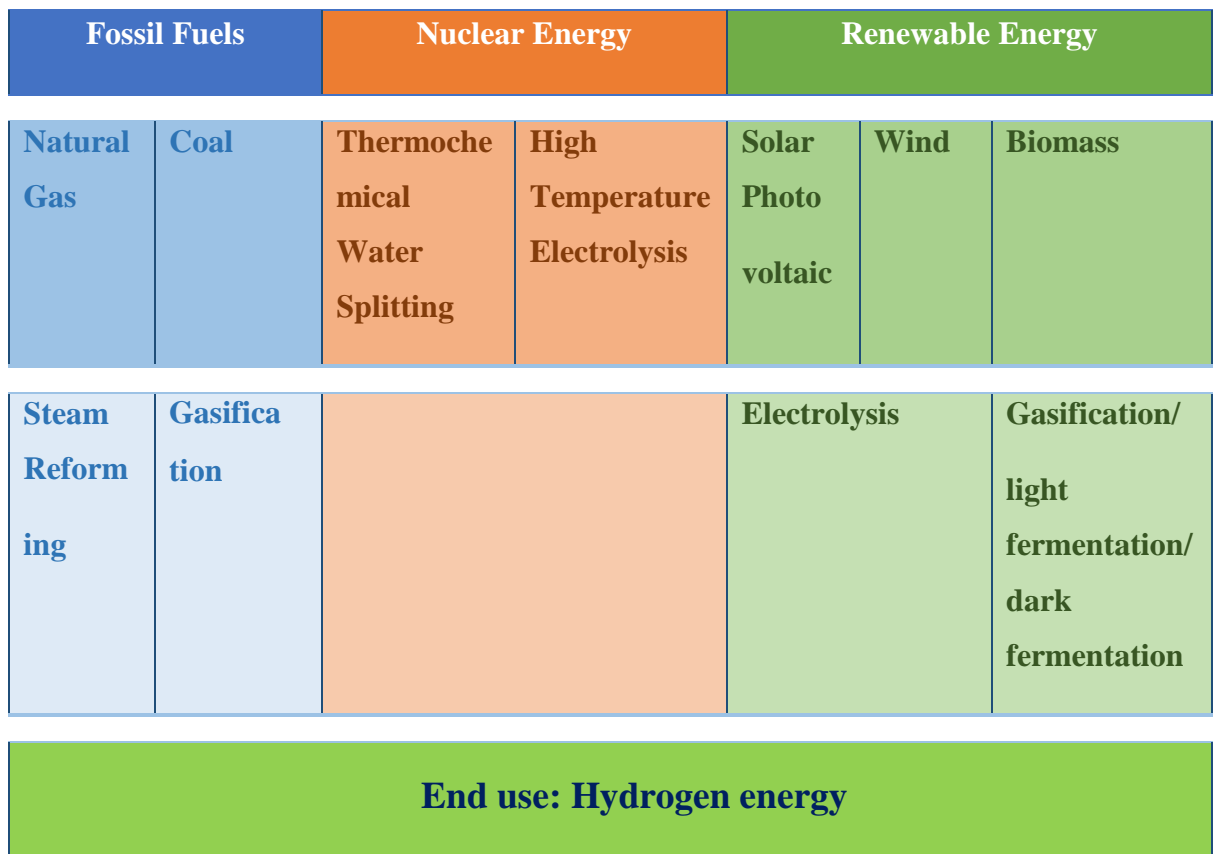 Fossil Fuels
Nuclear Energy
Renewable Energy
Natural
Gas
Coal
Thermoche
mical
Water
Splitting
High
Temperature
Electrolysis
Solar
Photo
voltaic
Wind
Biomass
Steam
Reform
ing
Gasifica
tion
Electrolysis
Gasification/
light
fermentation/
dark
fermentation
End use: Hydrogen energy